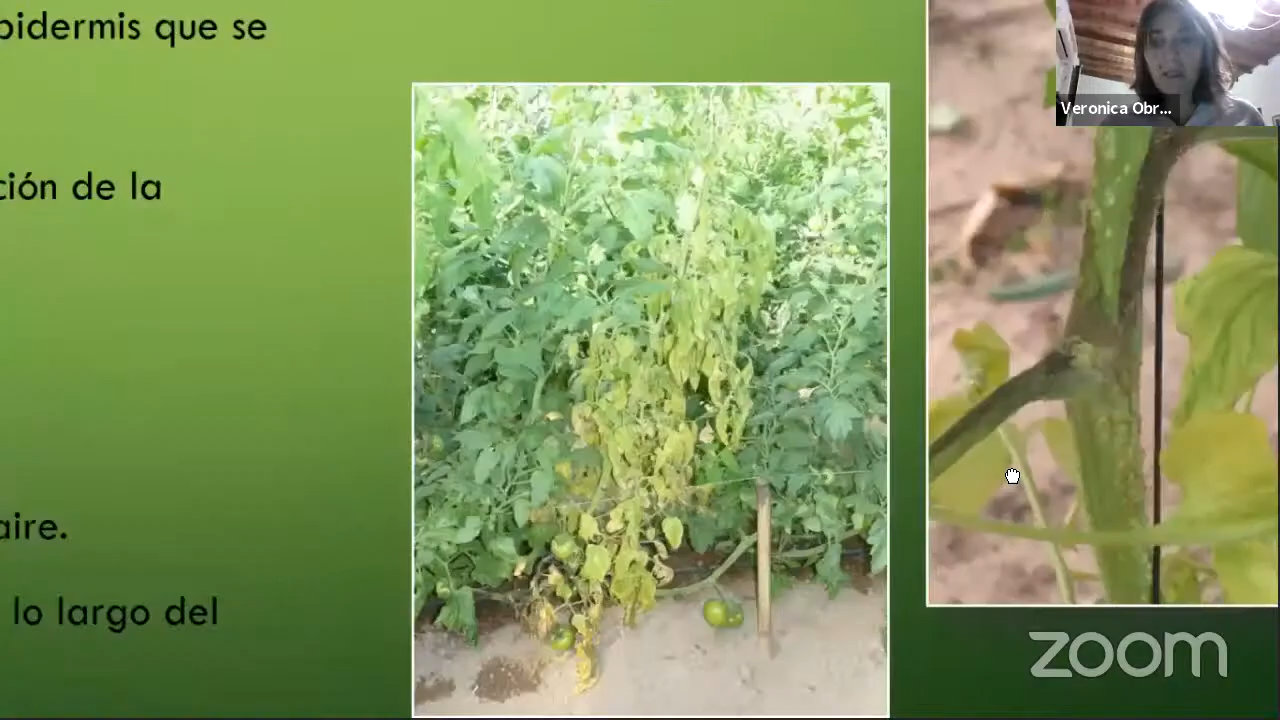 pidermis que se
ción de la
aire.
lo largo del
Veronica Obr...
zoom